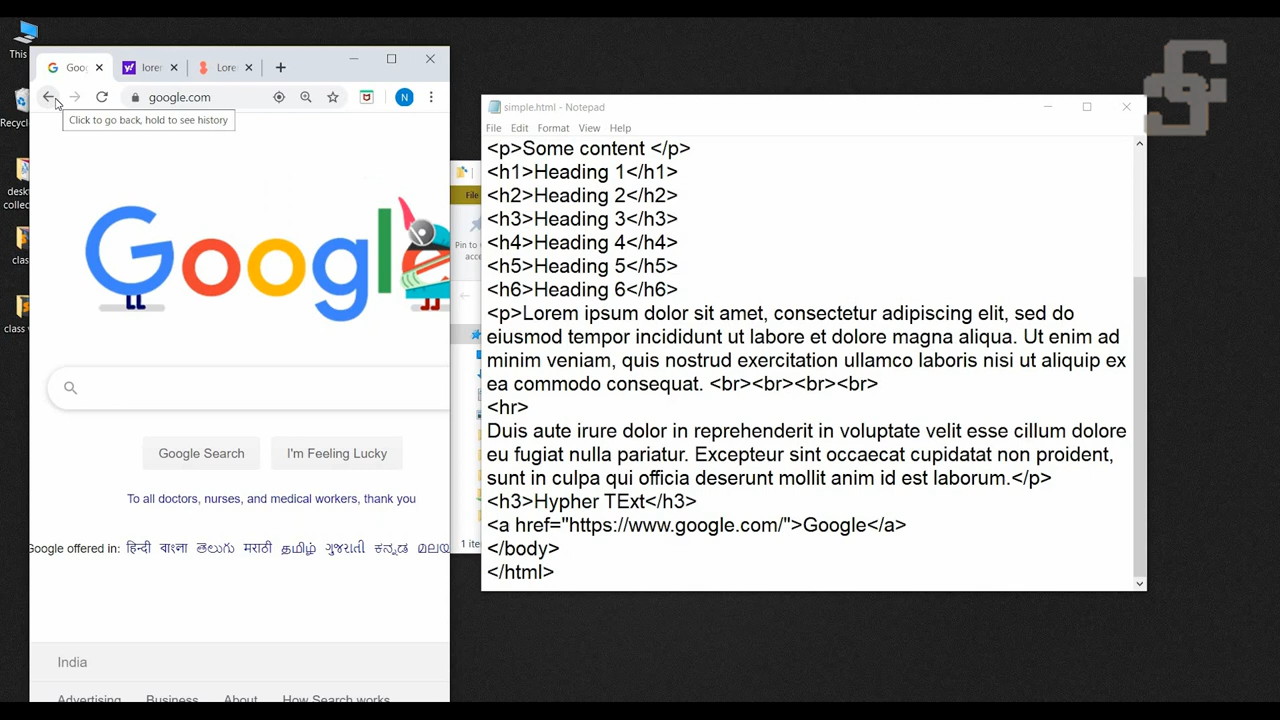 This
Recycl
desk
collec
clas
class v
Goog
lorem
Lore
google.com
N
Click to go back, hold to see history
Google
Google Search
I'm Feeling Lucky
To all doctors, nurses, and medical workers, thank you
Google offered in: हिन्दी বাংলা తెలుగు मराठी தமிழ் ગુજરાતી ಕನ್ನಡ
India
Advertising Business About How Search works
File
Pin to
acce
1 ite
simple.html - Notepad
File Edit Format View Help
<p>Some content </p>
<h1>Heading 1</h1>
<h2>Heading 2</h2>
<h3>Heading 3</h3>
<h4>Heading 4</h4>
<h5>Heading 5</h5>
<h6>Heading 6</h6>
<p>Lorem ipsum dolor sit amet, consectetur adipiscing elit, sed do
eiusmod tempor incididunt ut labore et dolore magna aliqua. Ut enim ad
minim veniam, quis nostrud exercitation ullamco laboris nisi ut aliquip ex
ea commodo consequat. <br><br><br><br>
<hr>
Duis aute irure dolor in reprehenderit in voluptate velit esse cillum dolore
eu fugiat nulla pariatur. Excepteur sint occaecat cupidatat non proident,
sunt in culpa qui officia deserunt mollit anim id est laborum.</p>
<h3>Hypher TExt</h3>
<a href="https://www.google.com/">Google</a>
</body>
</html>